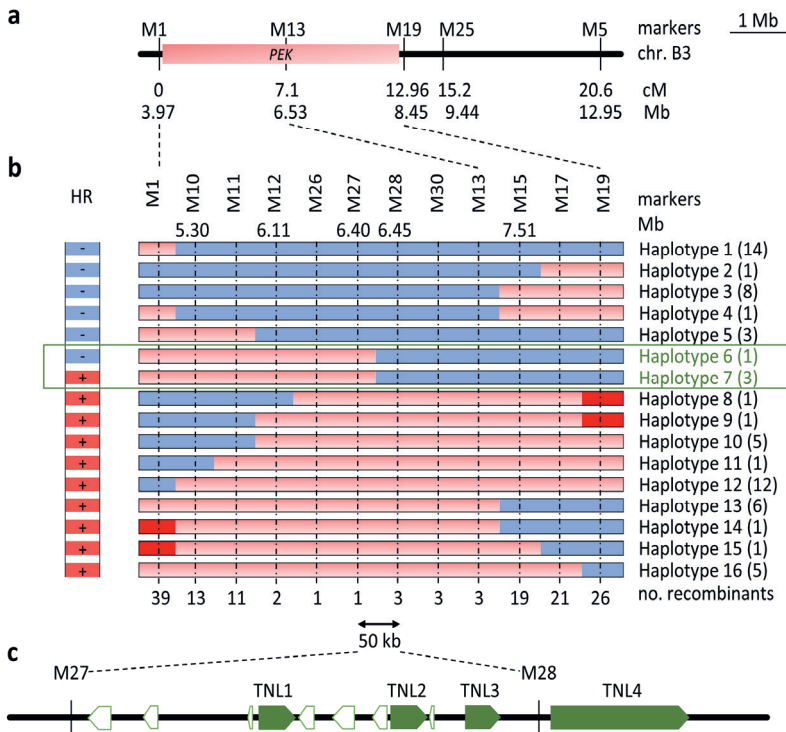 a
M1 M13 M19 M25 M5 markers 1 Mb
PEK chr. B3
0 7.1 12.96 15.2 20.6 cM
3.97 6.53 8.45 9.44 12.95 Mb
b
HR M1 M10 M11 M12 M26 M27 M28 M30 M13 M15 M17 M19 markers
5.30 6.11 6.40 6.45 7.51 Mb
- Haplotype 1 (14)
- Haplotype 2 (1)
- Haplotype 3 (8)
- Haplotype 4 (1)
- Haplotype 5 (3)
- Haplotype 6 (1)
+ Haplotype 7 (3)
+ Haplotype 8 (1)
+ Haplotype 9 (1)
+ Haplotype 10 (5)
+ Haplotype 11 (1)
+ Haplotype 12 (12)
+ Haplotype 13 (6)
+ Haplotype 14 (1)
+ Haplotype 15 (1)
+ Haplotype 16 (5)
39 13 11 2 1 1 3 3 3 19 21 26 no. recombinants
50 kb
c
M27 TNL1 TNL2 TNL3 M28 TNL4